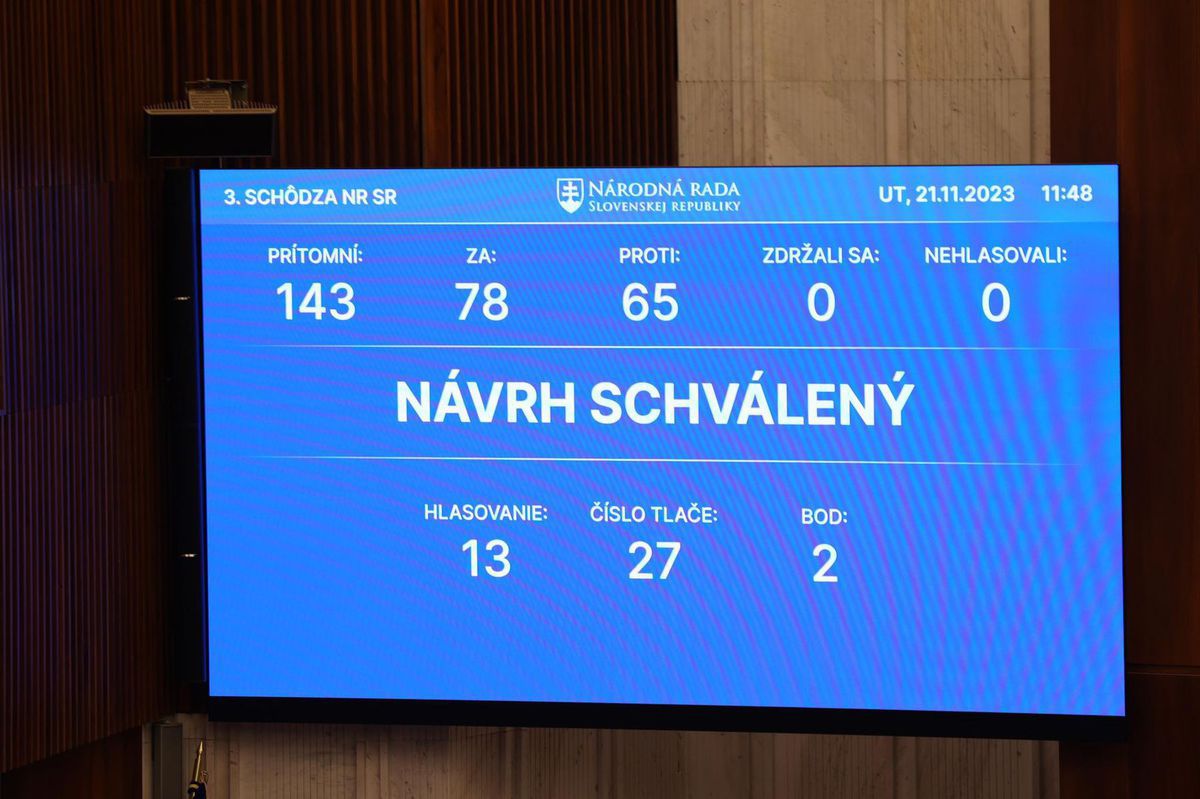 3. SCHÔDZA NR SR
NÁRODNÁ RADA
SLOVENSKEJ REPUBLIKY
UT, 21.11.2023 11:48
PRÍTOMNÍ: ZA: PROTI: ZDRŽALI SA: NEHLASOVALI:
143 78 65 0 0
NÁVRH SCHVÁLENÝ
HLASOVANIE: ČÍSLO TLAČE: BOD:
13 27 2